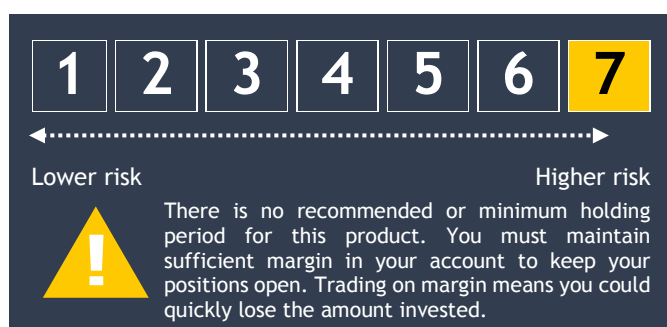 1 2 3 4 5 6 7
Lower risk Higher risk
!
There is no recommended or minimum holding
period for this product. You must maintain
sufficient margin in your account to keep your
positions open. Trading on margin means you could
quickly lose the amount invested.